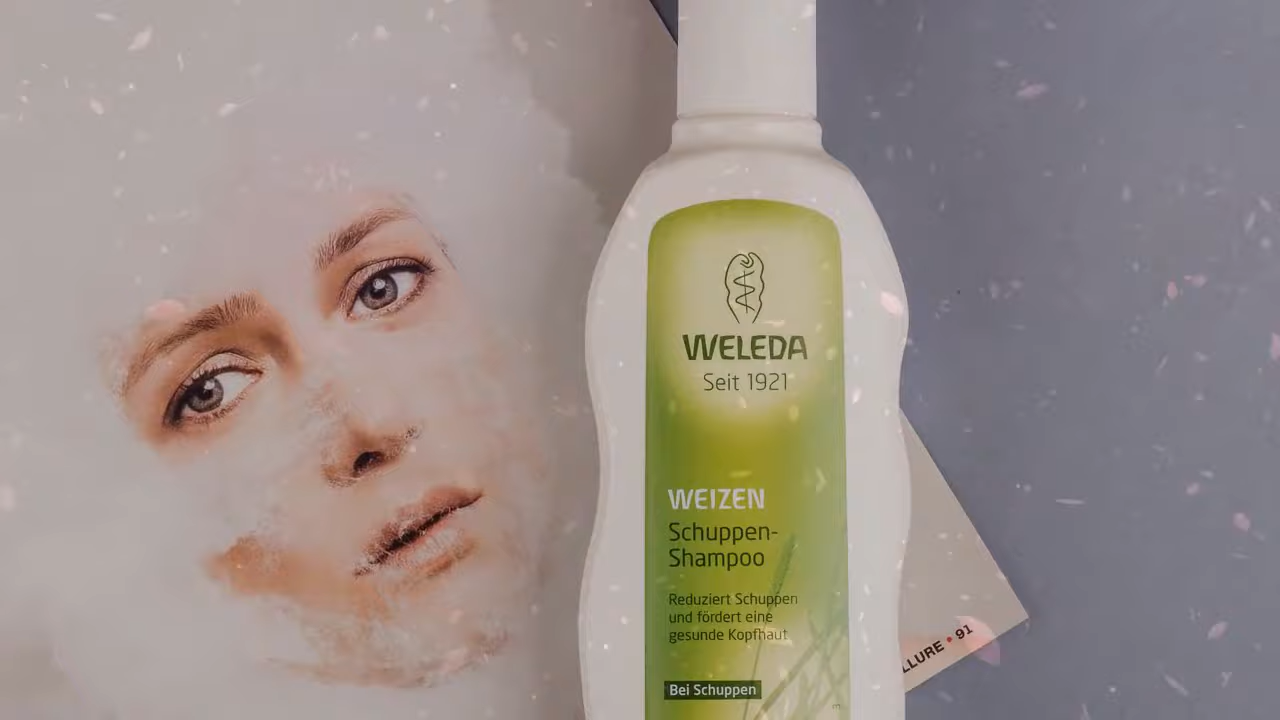 WELEDA
Seit 1921
WEIZEN
Schuppen-
Shampoo
Reduziert Schuppen
und fördert eine
gesunde Kopfhaut
Bei Schuppen
LLURE • 91